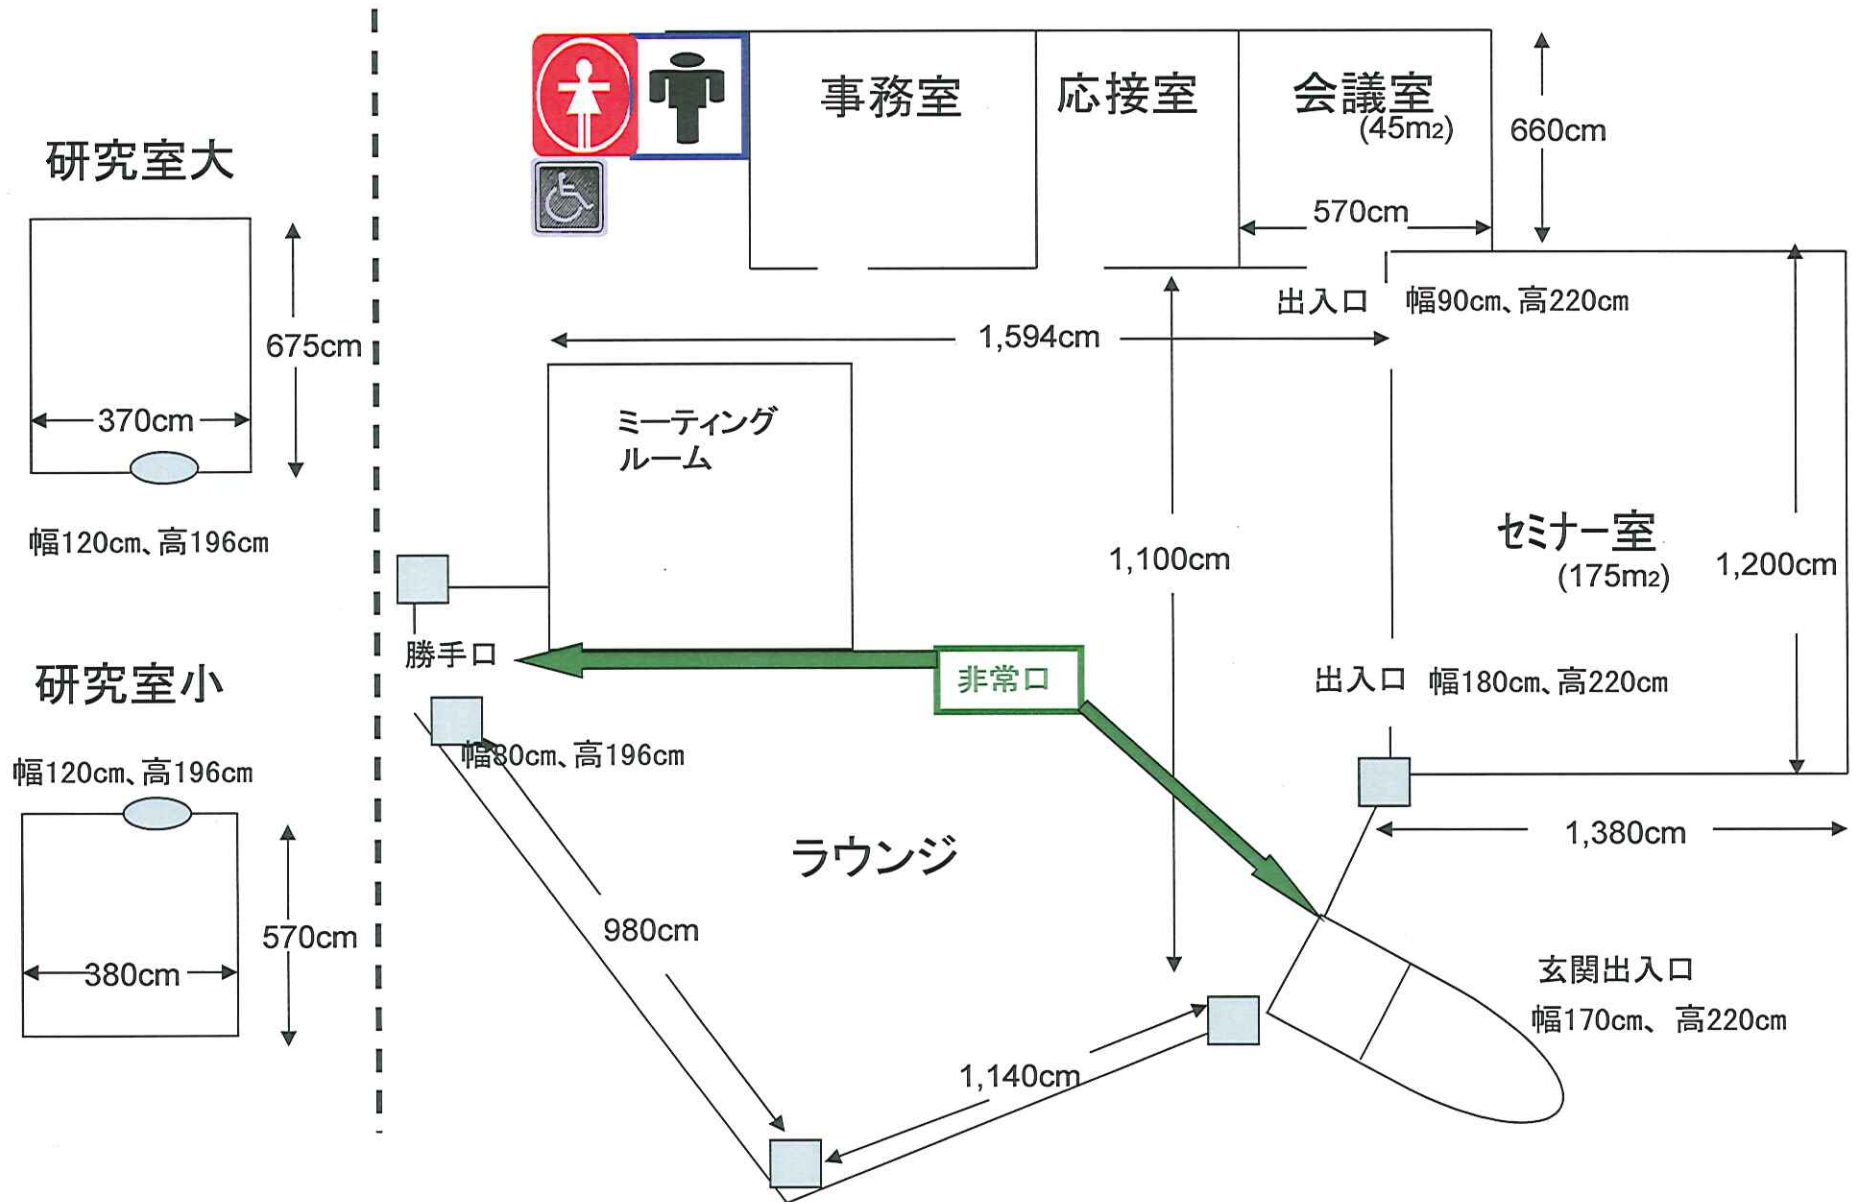 事務室
応接室
会議室
(45m2)
660cm
570cm
研究室大
675cm
370cm
幅120cm、高196cm
出入口 幅90cm、高220cm
1,594cm
ミーティング
ルーム
1,100cm
セミナー室
(175m2)
1,200cm
勝手口
非常口
出入口 幅180cm、高220cm
幅80cm、高196cm
研究室小
幅120cm、高196cm
570cm
380cm
ラウンジ
980cm
1,140cm
1,380cm
玄関出入口
幅170cm、高220cm